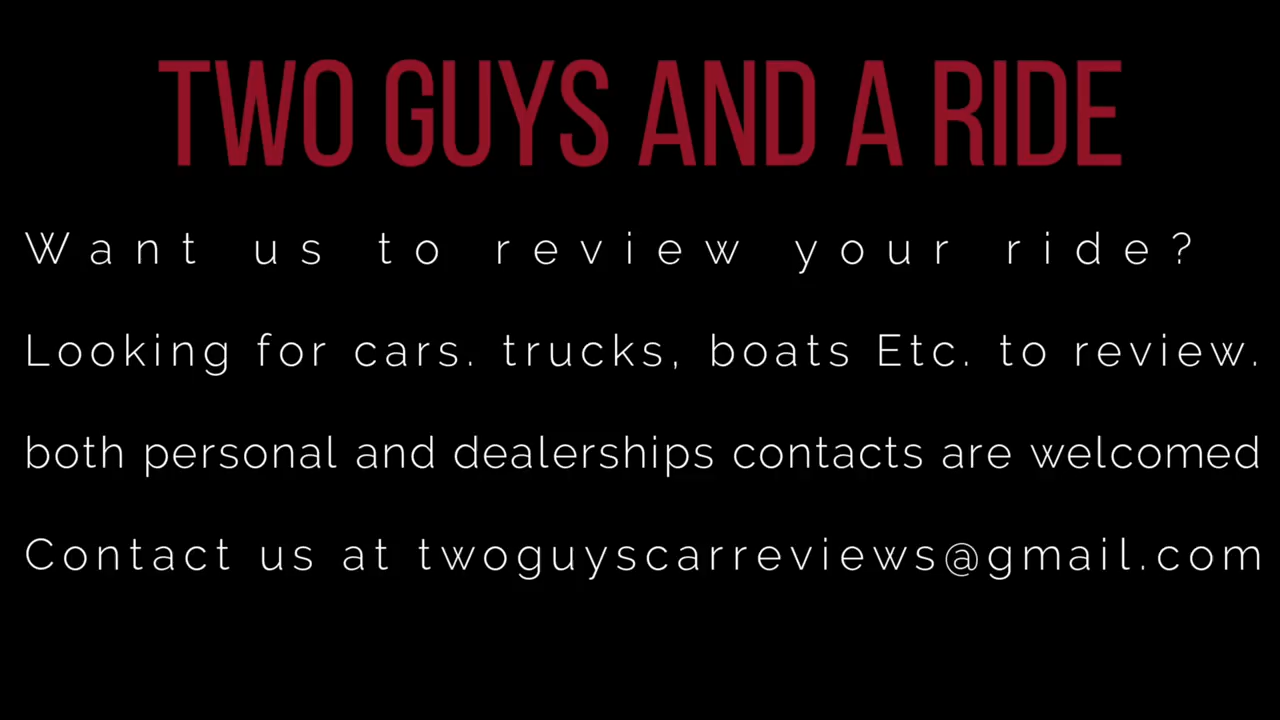 TWO GUYS AND A RIDE
Want us to review your ride?
Looking for cars. trucks, boats Etc. to review.
both personal and dealerships contacts are welcomed
Contact us at twoguyscarreviews@gmail.com